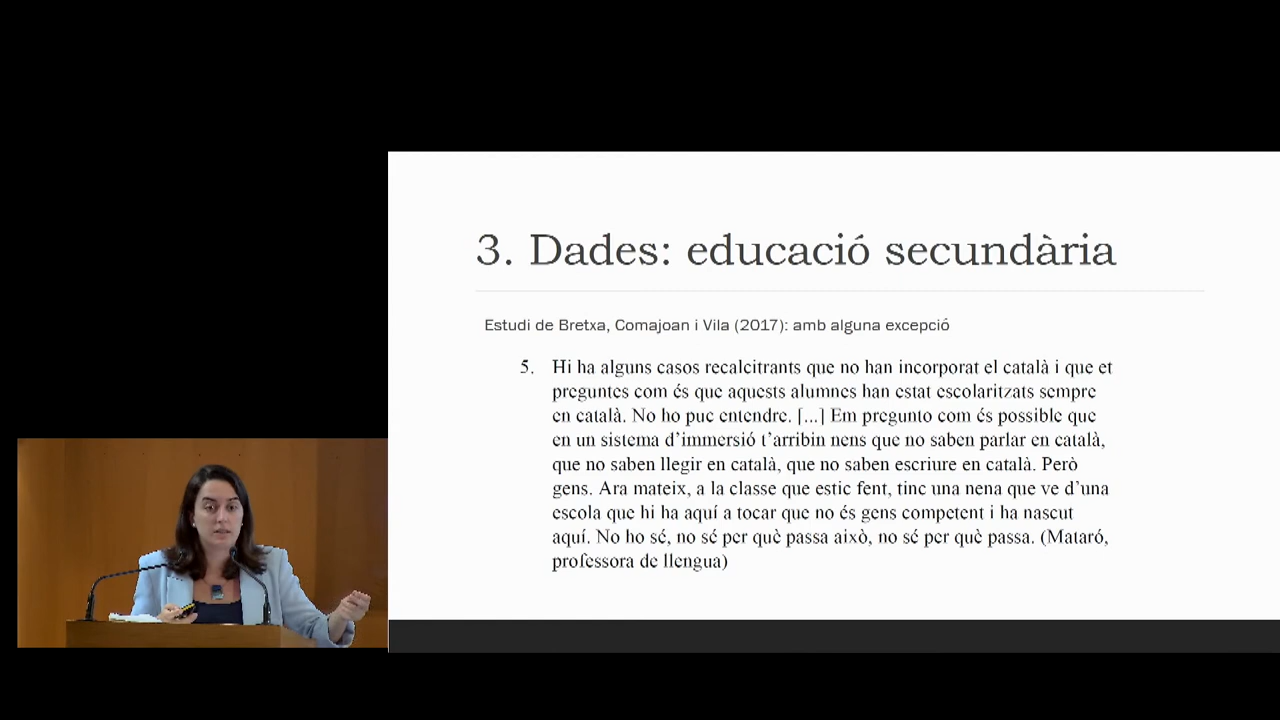 3. Dades: educació secundària
Estudi de Bretxa, Comajoan i Vila (2017): amb alguna excepció
5. Hi ha alguns casos recalcitrants que no han incorporat el català i que et
preguntes com és que aquests alumnes han estat escolaritzats sempre
en català. No ho puc entendre. [...] Em pregunto com és possible que
en un sistema d’immersió t’arribin nens que no saben parlar en català,
que no saben llegir en català, que no saben escriure en català. Però
gens. Ara mateix, a la classe que estic fent, tinc una nena que ve d’una
escola que hi ha aquí a tocar que no és gens competent i ha nascut
aquí. No ho sé, no sé per què passa això, no sé per què passa. (Mataró,
professora de llengua)